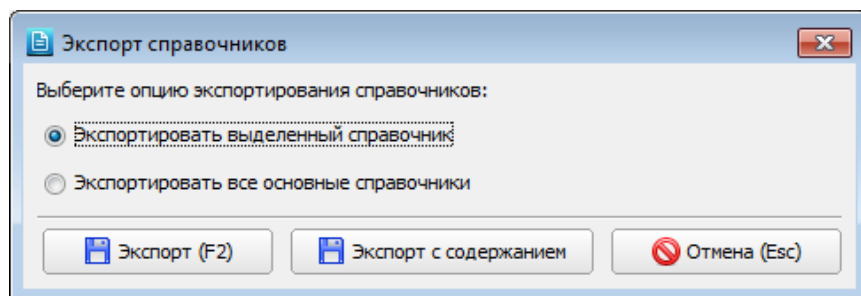 Экспорт справочников
Выберите опцию экспортирования справочников:
Экспортировать выделенный справочник
Экспортировать все основные справочники
Экспорт (F2) Экспорт с содержанием Отмена (Esc)